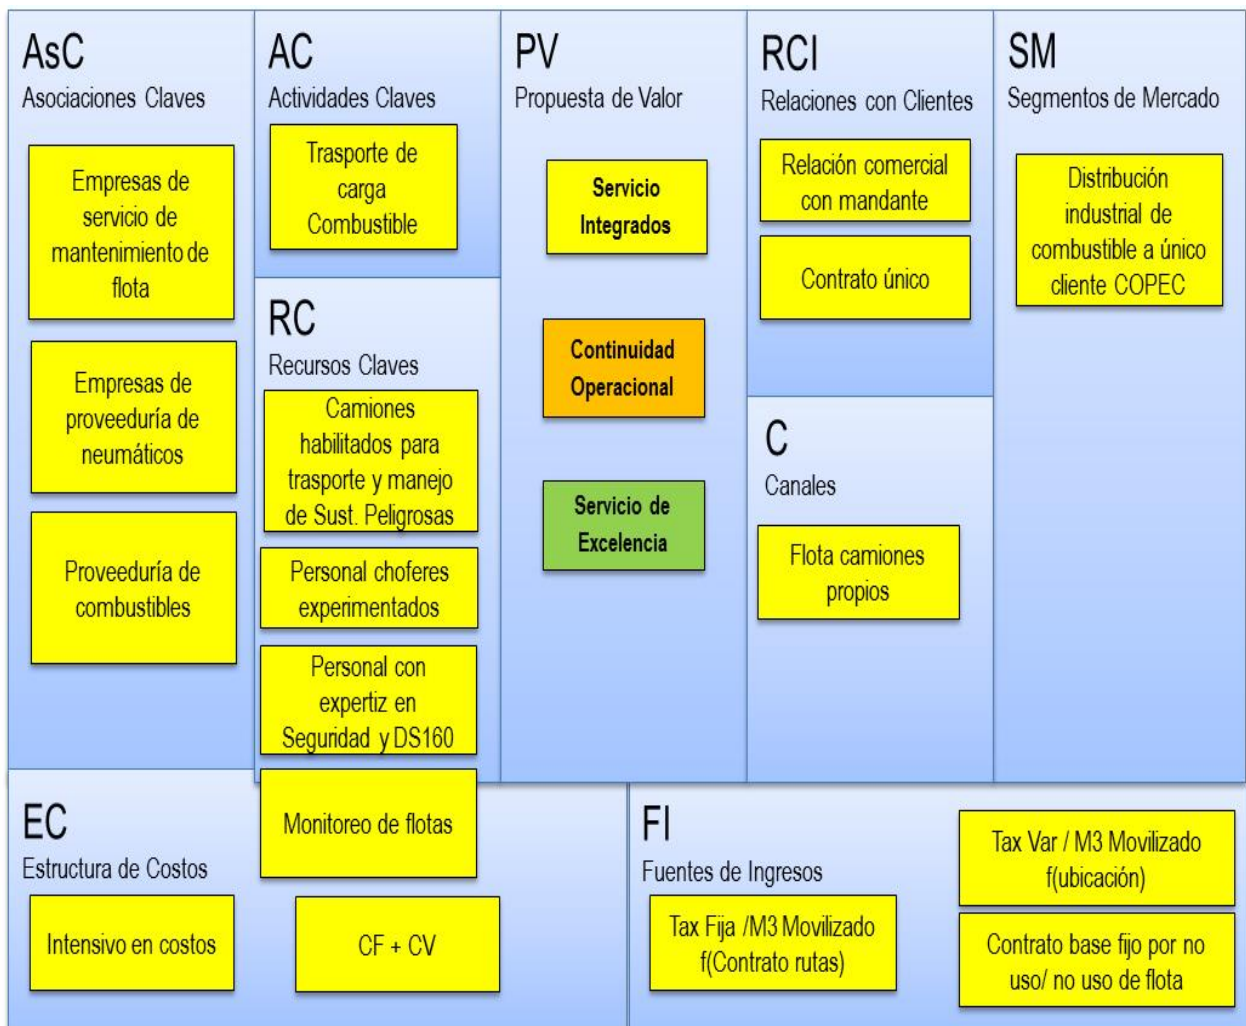 AsC
Asociaciones Claves
Empresas de
servicio de
mantenimiento de
flota
Empresas de
proveeduría de
neumáticos
Proveeduría de
combustibles
AC
Actividades Claves
Trasporte de
carga
Combustible
RC
Recursos Claves
Camiones
habilitados para
trasporte y manejo
de Sust. Peligrosas
Personal choferes
experimentados
Personal con
expertiz en
Seguridad y DS160
Monitoreo de flotas
PV
Propuesta de Valor
Servicio
Integrados
Continuidad
Operacional
Servicio de
Excelencia
RCI
Relaciones con Clientes
Relación comercial
con mandante
Contrato único
C
Canales
Flota camiones
propios
SM
Segmentos de Mercado
Distribución
industrial de
combustible a único
cliente COPEC
EC
Estructura de Costos
Intensivo en costos
CF + CV
FI
Fuentes de Ingresos
Tax Fija /M3 Movilizado
f(Contrato rutas)
Tax Var / M3 Movilizado
f(ubicación)
Contrato base fijo por no
uso/ no uso de flota